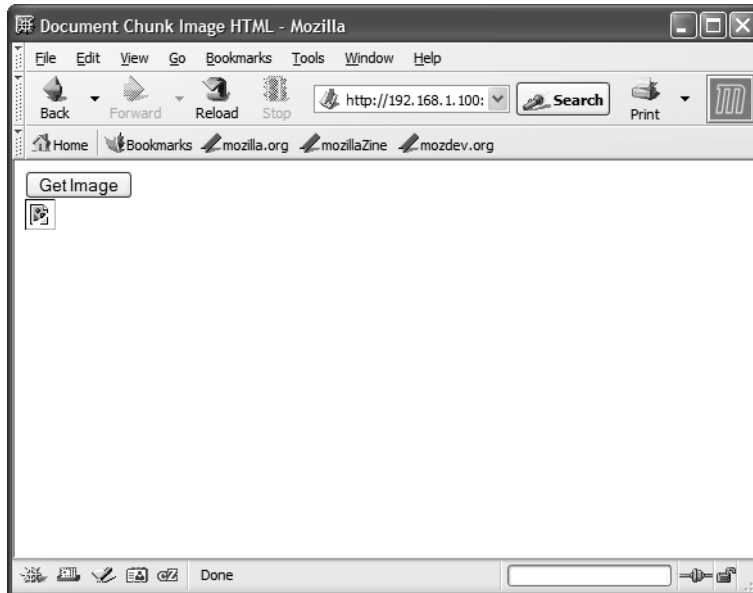 Document Chunk Image HTML - Mozilla
File Edit View Go Bookmarks Tools Window Help
Back Forward Reload Stop http://192.168.1.100: Search Print
Home Bookmarks mozilla.org mozillaZine mozdev.org
Get Image
Done